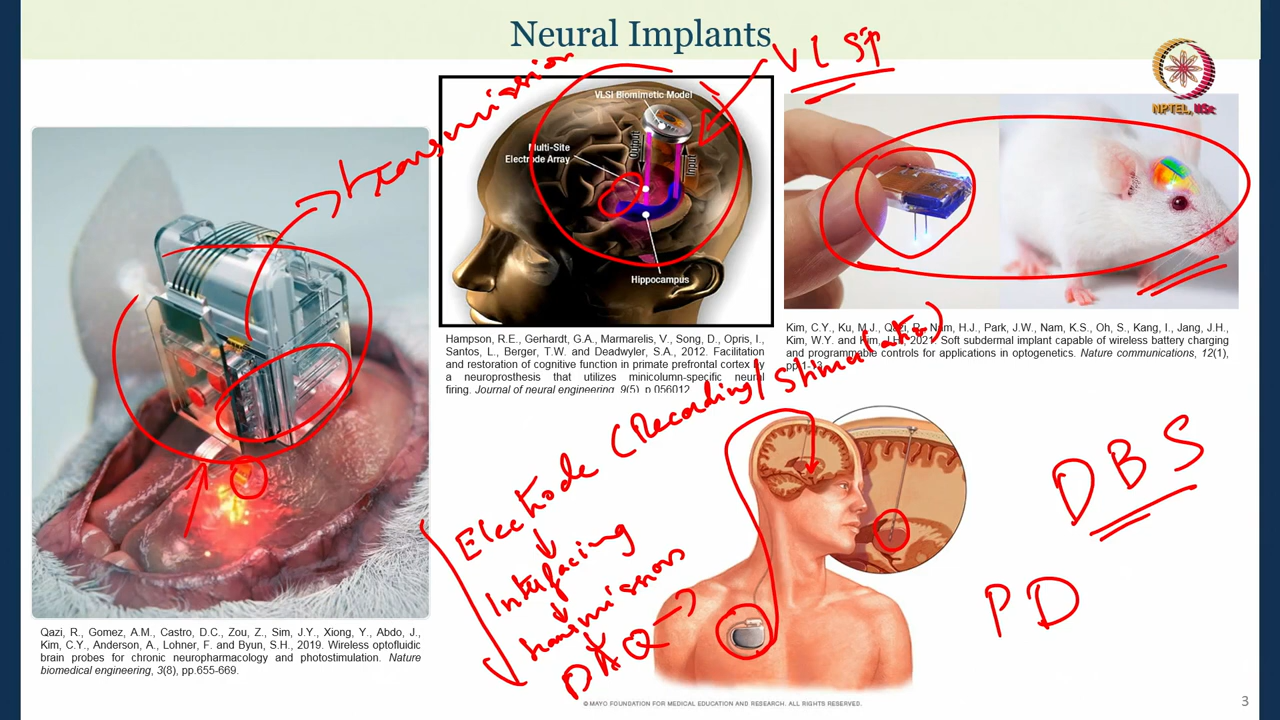 Neural Implants
NPTEL, IISc
transmission
VLSI
VLSI Biomimetic Model
Multi-Site
Electrode Array
Output
Input
Hippocampus
Hampson, R.E., Gerhardt, G.A., Marmarelis, V., Song, D., Opris, I.,
Santos, L., Berger, T.W. and Deadwyler, S.A., 2012. Facilitation
and restoration of cognitive function in primate prefrontal cortex by
a neuroprosthesis that utilizes minicolumn-specific neural
firing. Journal of neural engineering, 9(5), p.056012.
Kim, C.Y., Ku, M.J., Qazi, R., Nam, H.J., Park, J.W., Nam, K.S., Oh, S., Kang, I., Jang, J.H.,
Kim, W.Y. and Kim, J.H., 2021. Soft subdermal implant capable of wireless battery charging
and programmable controls for applications in optogenetics. Nature communications, 12(1),
Electrode (Recording/stimulation)
Interfacing
transmission
DAQ
DBS
PD
Qazi, R., Gomez, A.M., Castro, D.C., Zou, Z., Sim, J.Y., Xiong, Y., Abdo, J.,
Kim, C.Y., Anderson, A., Lohner, F. and Byun, S.H., 2019. Wireless optofluidic
brain probes for chronic neuropharmacology and photostimulation. Nature
biomedical engineering, 3(8), pp.655-669.
© MAYO FOUNDATION FOR MEDICAL EDUCATION AND RESEARCH. ALL RIGHTS RESERVED.
3